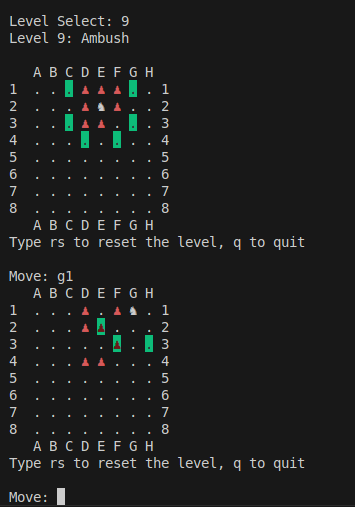 Level Select: 9
Level 9: Ambush
A B C D E F G H
1 . . . ♟ ♟ ♟ . . 1
2 . . . ♟ ♞ ♟ . . 2
3 . . . ♟ ♟ . . . 3
4 . . . . . . . . 4
5 . . . . . . . . 5
6 . . . . . . . . 6
7 . . . . . . . . 7
8 . . . . . . . . 8
A B C D E F G H
Type rs to reset the level, q to quit
Move: g1
A B C D E F G H
1 . . . ♟ . ♟ ♞ . 1
2 . . . ♟ ♟ . . . 2
3 . . . . . ♟ . . 3
4 . . . ♟ ♟ . . . 4
5 . . . . . . . . 5
6 . . . . . . . . 6
7 . . . . . . . . 7
8 . . . . . . . . 8
A B C D E F G H
Type rs to reset the level, q to quit
Move: